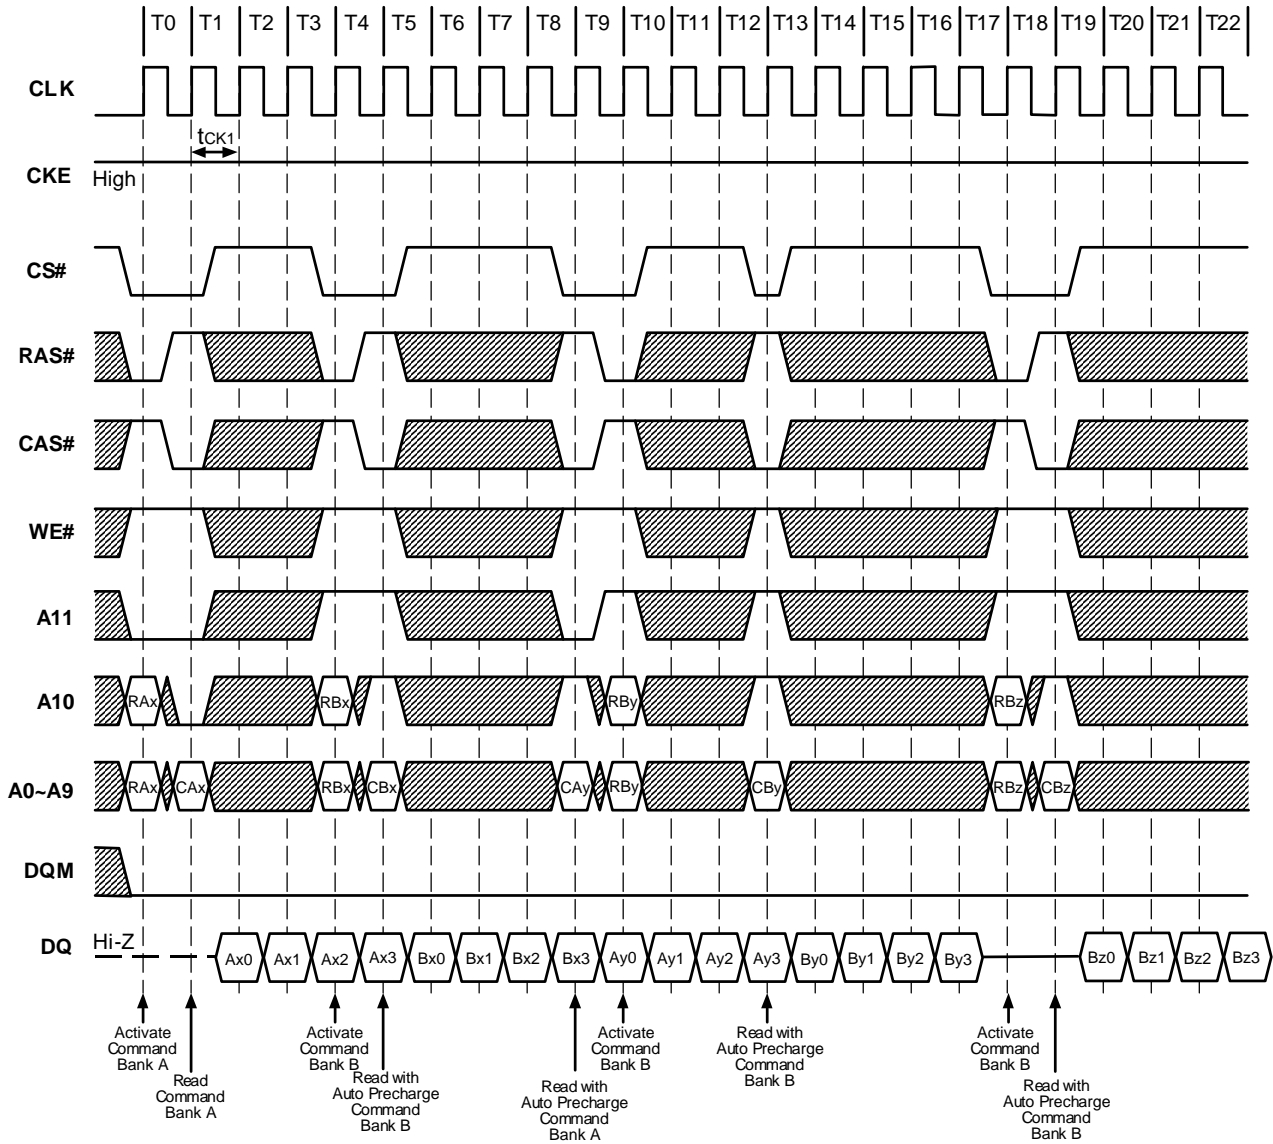 T0 T1 T2 T3 T4 T5 T6 T7 T8 T9 T10 T11 T12 T13 T14 T15 T16 T17 T18 T19 T20 T21 T22
CLK
tCK1
CKE High
CS#
RAS#
CAS#
WE#
A11
A10 RAx RBx RBy RBz
A0~A9 RAx CAx RBx CBx CAy RBy CBy RBz CBz
DQM
DQ Hi-Z Ax0 Ax1 Ax2 Ax3 Bx0 Bx1 Bx2 Bx3 Ay0 Ay1 Ay2 Ay3 By0 By1 By2 By3 Bz0 Bz1 Bz2 Bz3
Activate
Command
Bank A
Read
Command
Bank A
Activate
Command
Bank B
Read with
Auto Precharge
Command
Bank B
Read with
Auto Precharge
Command
Bank A
Activate
Command
Bank B
Read with
Auto Precharge
Command
Bank B
Activate
Command
Bank B
Read with
Auto Precharge
Command
Bank B